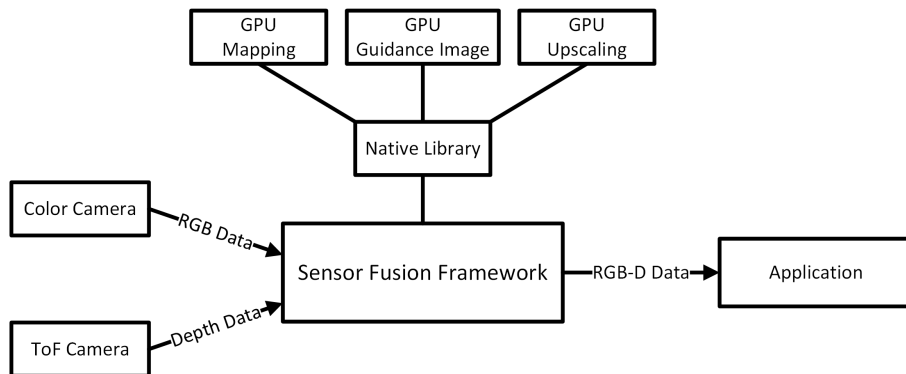 GPU
Mapping
GPU
Guidance Image
GPU
Upscaling
Native Library
Color Camera
RGB Data
Sensor Fusion Framework
RGB-D Data
Application
Depth Data
ToF Camera